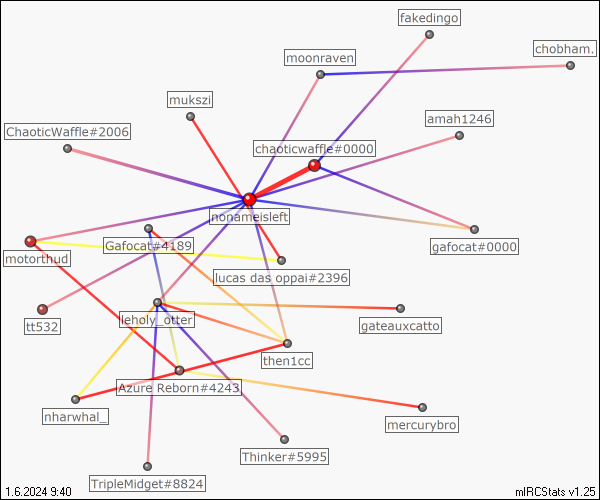 fakedingo
chobham.
moonraven
mukszi
amah1246
ChaoticWaffle#2006
chaoticwaffle#0000
nonameisleft
Gafocat#4189
gafocat#0000
motorthud
lucas das oppai#2396
leholy_otter
tt532
gateauxcatto
then1cc
Azure Reborn#4243
nharwhal_
mercurybro
Thinker#5995
TripleMidget#8824
1.6.2024 9:40
mIRCStats v1.25